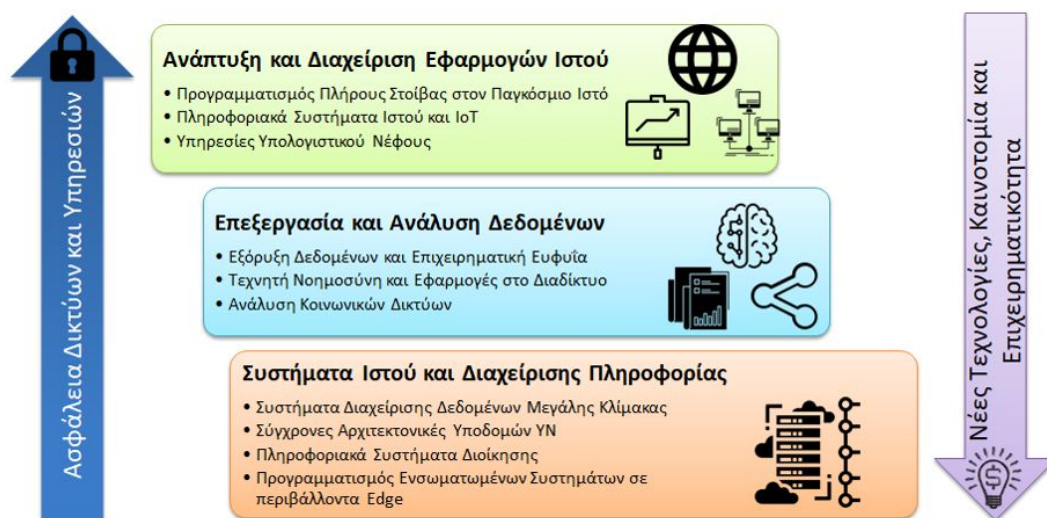 Ασφάλεια Δικτύων και Υπηρεσιών
Ανάπτυξη και Διαχείριση Εφαρμογών Ιστού
• Προγραμματισμός Πλήρους Στοίβας στον Παγκόσμιο Ιστό
• Πληροφοριακά Συστήματα Ιστού και IoT
• Υπηρεσίες Υπολογιστικού Νέφους
Επεξεργασία και Ανάλυση Δεδομένων
• Εξόρυξη Δεδομένων και Επιχειρηματική Ευφυΐα
• Τεχνητή Νοημοσύνη και Εφαρμογές στο Διαδίκτυο
• Ανάλυση Κοινωνικών Δικτύων
Συστήματα Ιστού και Διαχείρισης Πληροφορίας
• Συστήματα Διαχείρισης Δεδομένων Μεγάλης Κλίμακας
• Σύγχρονες Αρχιτεκτονικές Υποδομών ΥΝ
• Πληροφοριακά Συστήματα Διοίκησης
• Προγραμματισμός Ενσωματωμένων Συστημάτων σε
περιβάλλοντα Edge
Νέες Τεχνολογίες, Καινοτομία και
Επιχειρηματικότητα